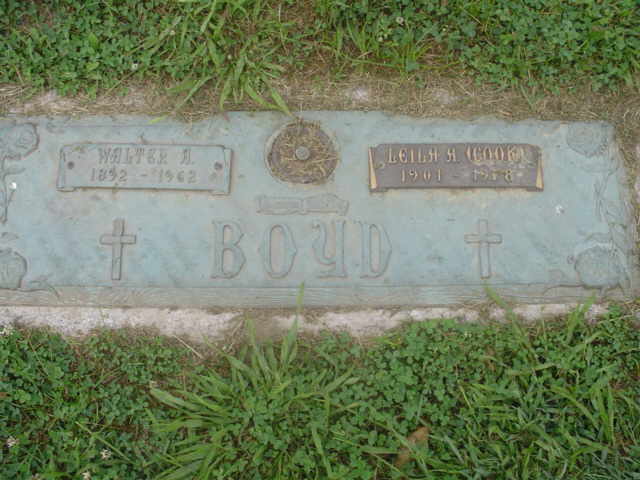 WALTER A.
1892 - 1962
LEILA A. (COOK)
1901 -
BOYD